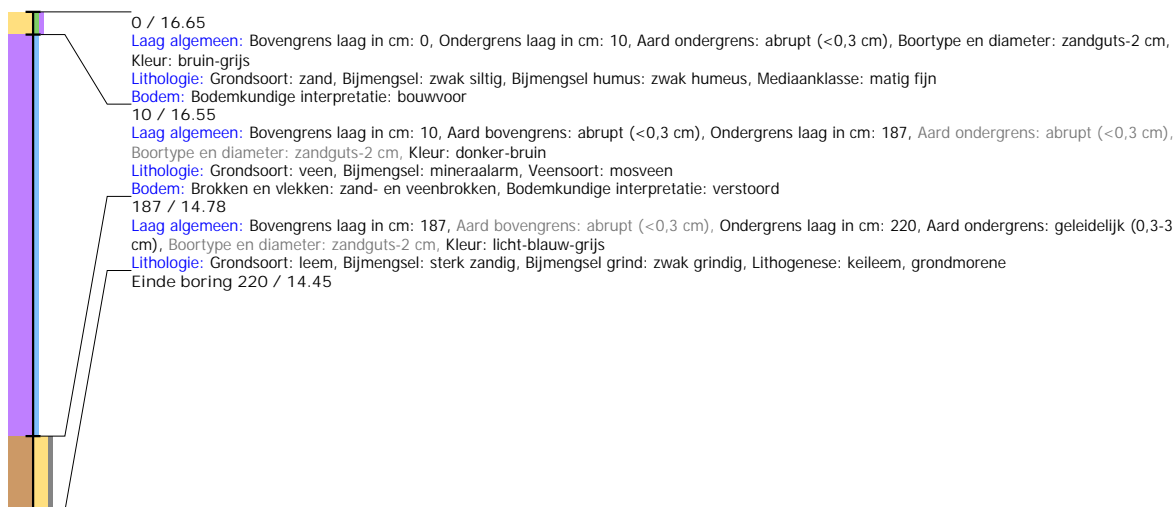 0 / 16.65
Laag algemeen: Bovengrens laag in cm: 0, Ondergrens laag in cm: 10, Aard ondergrens: abrupt (<0,3 cm), Boortype en diameter: zandguts-2 cm,
Kleur: bruin-grijs
Lithologie: Grondsoort: zand, Bijmengsel: zwak siltig, Bijmengsel humus: zwak humeus, Mediaanklasse: matig fijn
Bodem: Bodemkundige interpretatie: bouwvoor
10 / 16.55
Laag algemeen: Bovengrens laag in cm: 10, Aard bovengrens: abrupt (<0,3 cm), Ondergrens laag in cm: 187, Aard ondergrens: abrupt (<0,3 cm),
Boortype en diameter: zandguts-2 cm, Kleur: donker-bruin
Lithologie: Grondsoort: veen, Bijmengsel: mineraalarm, Veensoort: mosveen
Bodem: Brokken en vlekken: zand- en veenbrokken, Bodemkundige interpretatie: verstoord
187 / 14.78
Laag algemeen: Bovengrens laag in cm: 187, Aard bovengrens: abrupt (<0,3 cm), Ondergrens laag in cm: 220, Aard ondergrens: geleidelijk (0,3-3
cm), Boortype en diameter: zandguts-2 cm, Kleur: licht-blauw-grijs
Lithologie: Grondsoort: leem, Bijmengsel: sterk zandig, Bijmengsel grind: zwak grindig, Lithogenese: keileem, grondmorene
Einde boring 220 / 14.45